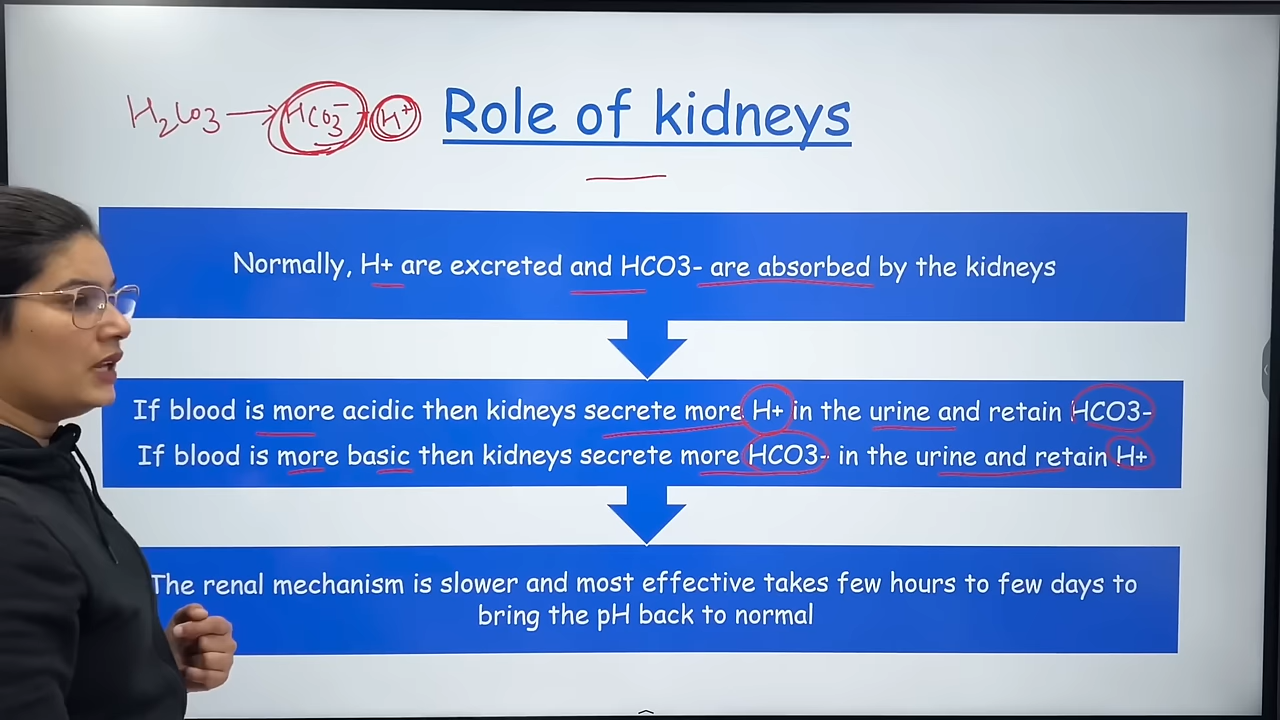 H2CO3 → HCO3- + H+
Role of kidneys
Normally, H+ are excreted and HCO3- are absorbed by the kidneys
If blood is more acidic then kidneys secrete more H+ in the urine and retain HCO3-
If blood is more basic then kidneys secrete more HCO3- in the urine and retain H+
The renal mechanism is slower and most effective takes few hours to few days to
bring the pH back to normal